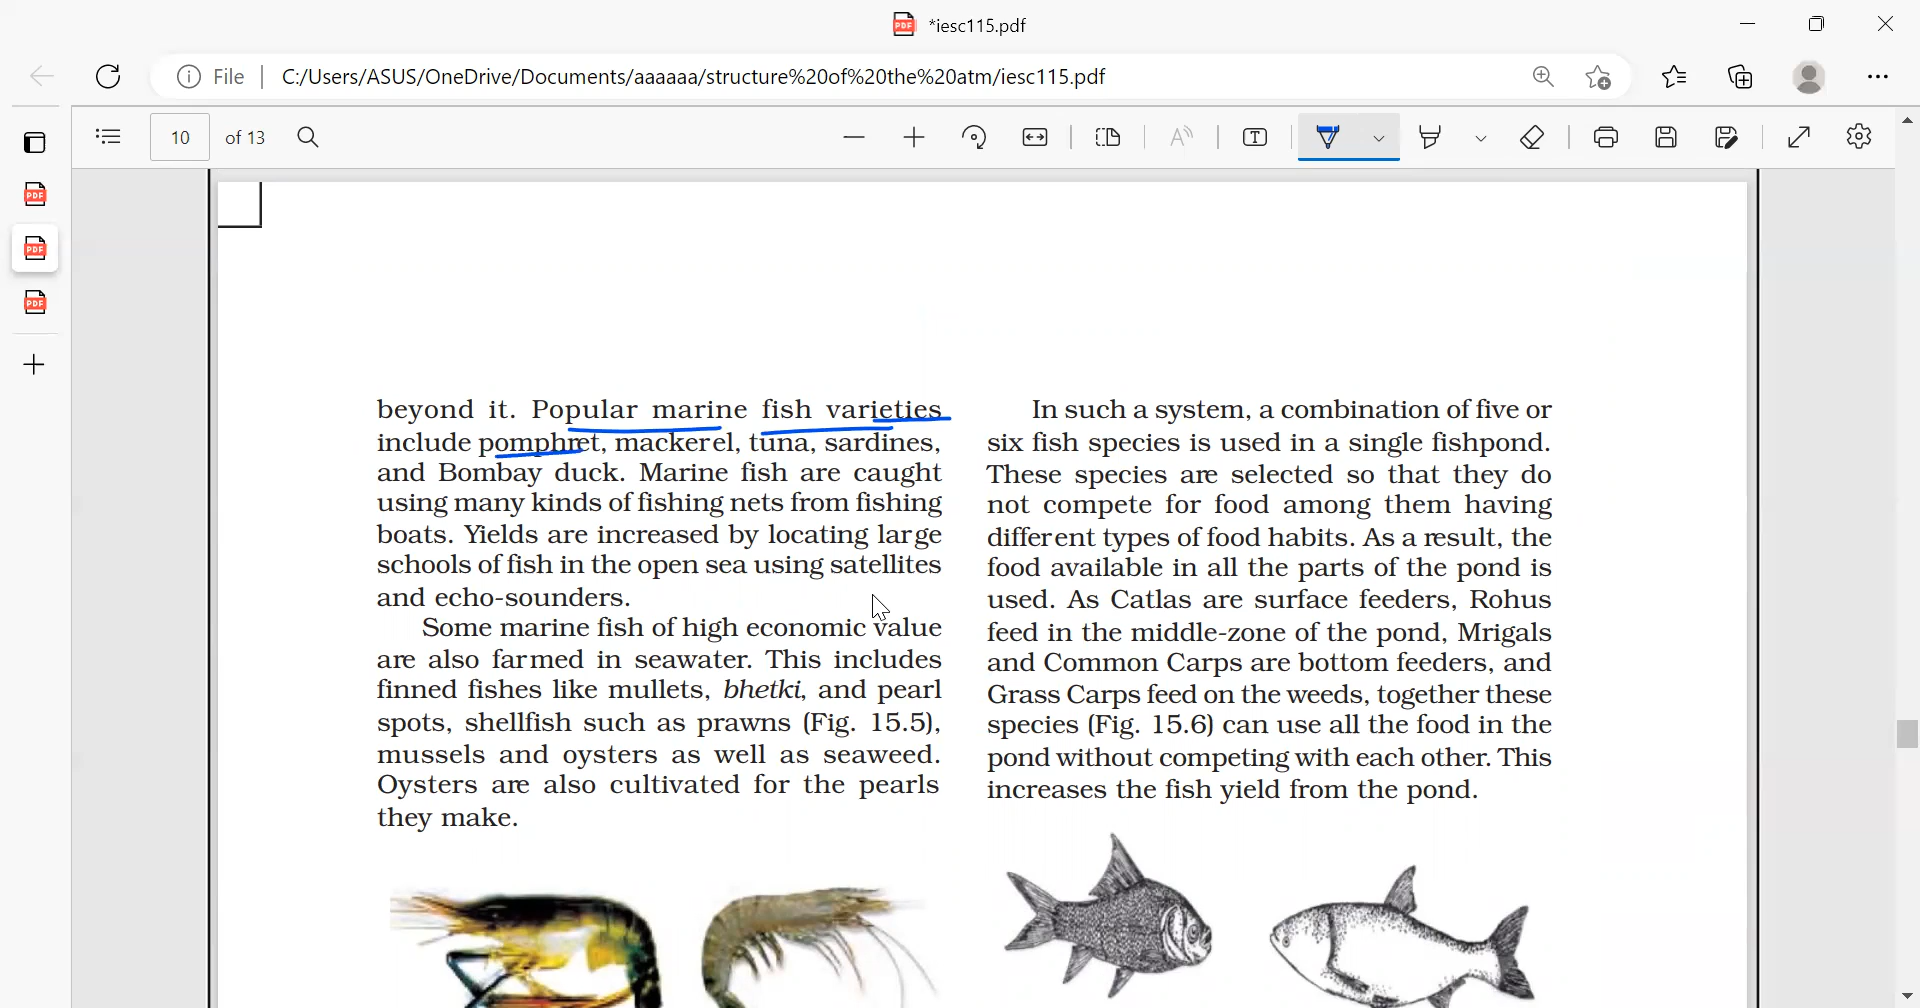 *iesc115.pdf
File
C:/Users/ASUS/OneDrive/Documents/aaaaaa/structure%20of%20the%20atm/iesc115.pdf
10 of 13
beyond it. Popular marine fish varieties
include pomphret, mackerel, tuna, sardines,
and Bombay duck. Marine fish are caught
using many kinds of fishing nets from fishing
boats. Yields are increased by locating large
schools of fish in the open sea using satellites
and echo-sounders.
Some marine fish of high economic value
are also farmed in seawater. This includes
finned fishes like mullets, bhetki, and pearl
spots, shellfish such as prawns (Fig. 15.5),
mussels and oysters as well as seaweed.
Oysters are also cultivated for the pearls
they make.
In such a system, a combination of five or
six fish species is used in a single fishpond.
These species are selected so that they do
not compete for food among them having
different types of food habits. As a result, the
food available in all the parts of the pond is
used. As Catlas are surface feeders, Rohus
feed in the middle-zone of the pond, Mrigals
and Common Carps are bottom feeders, and
Grass Carps feed on the weeds, together these
species (Fig. 15.6) can use all the food in the
pond without competing with each other. This
increases the fish yield from the pond.